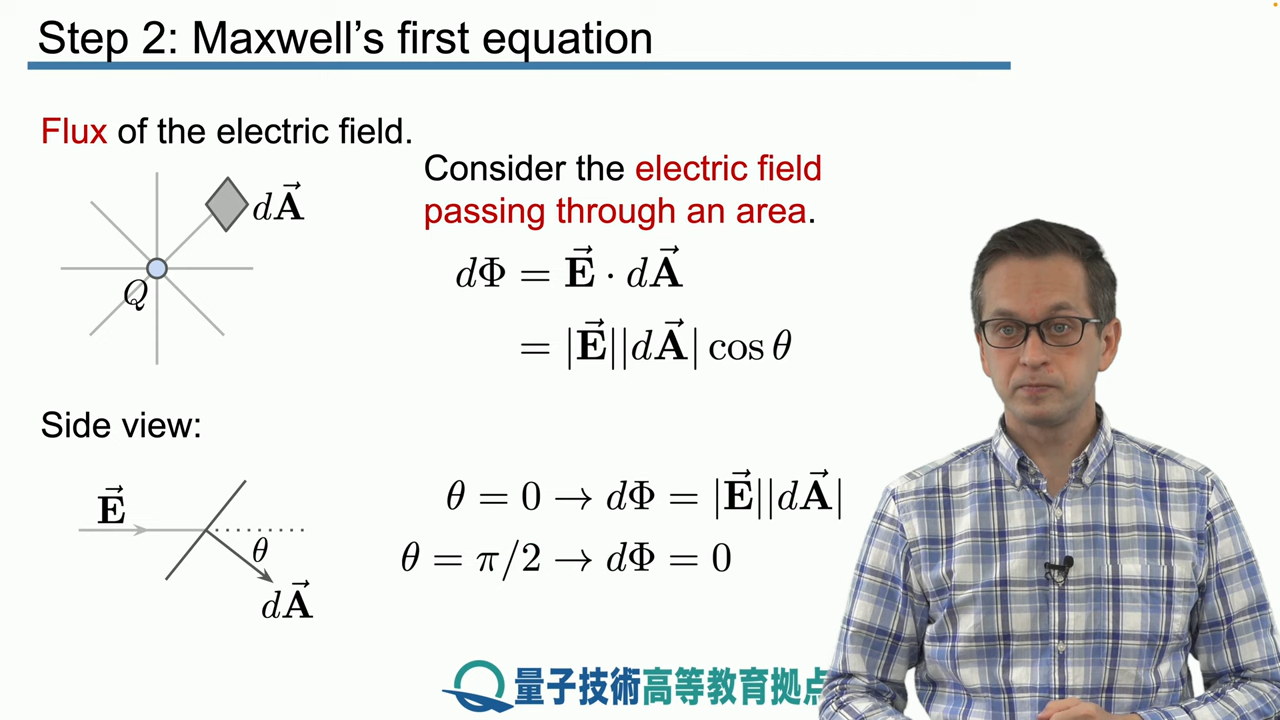 Step 2: Maxwell's first equation
Flux of the electric field.
Consider the electric field
passing through an area.
dA⃗
Q
dΦ = E⃗ · dA⃗
= |E⃗||dA⃗| cos θ
Side view:
E⃗
θ
dA⃗
θ = 0 → dΦ = |E⃗||dA⃗|
θ = π/2 → dΦ = 0
量子技術高等教育拠点